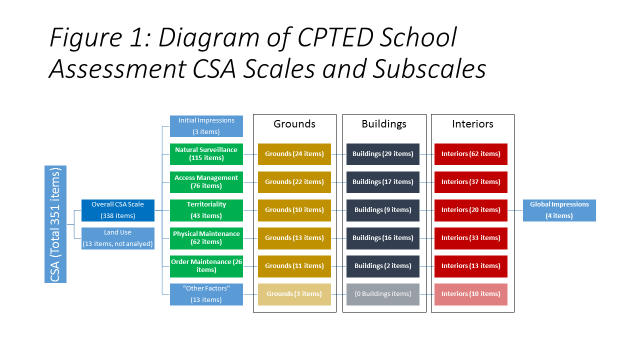 Figure 1: Diagram of CPTED School
Assessment CSA Scales and Subscales
CSA (Total 351 items)
Overall CSA Scale
(338 items)
Land Use
(13 items, not analyed)
Initial Impressions
(3 items)
Natural Surveillance
(115 items)
Access Management
(76 items)
Territoriality
(43 items)
Physical Maintenance
(62 items)
Order Maintenance (26
items)
"Other Factors"
(13 items)
Grounds
Grounds (24 items)
Grounds (22 items)
Grounds (10 items)
Grounds (13 items)
Grounds (11 items)
Grounds (3 items)
Buildings
Buildings (29 items)
Buildings (17 items)
Buildings (9 items)
Buildings (16 items)
Buildings (2 items)
(0 Buildings items)
Interiors
Interiors (62 items)
Interiors (37 items)
Interiors (20 items)
Interiors (33 items)
Interiors (13 items)
Interiors (10 items)
Global Impressions
(4 items)